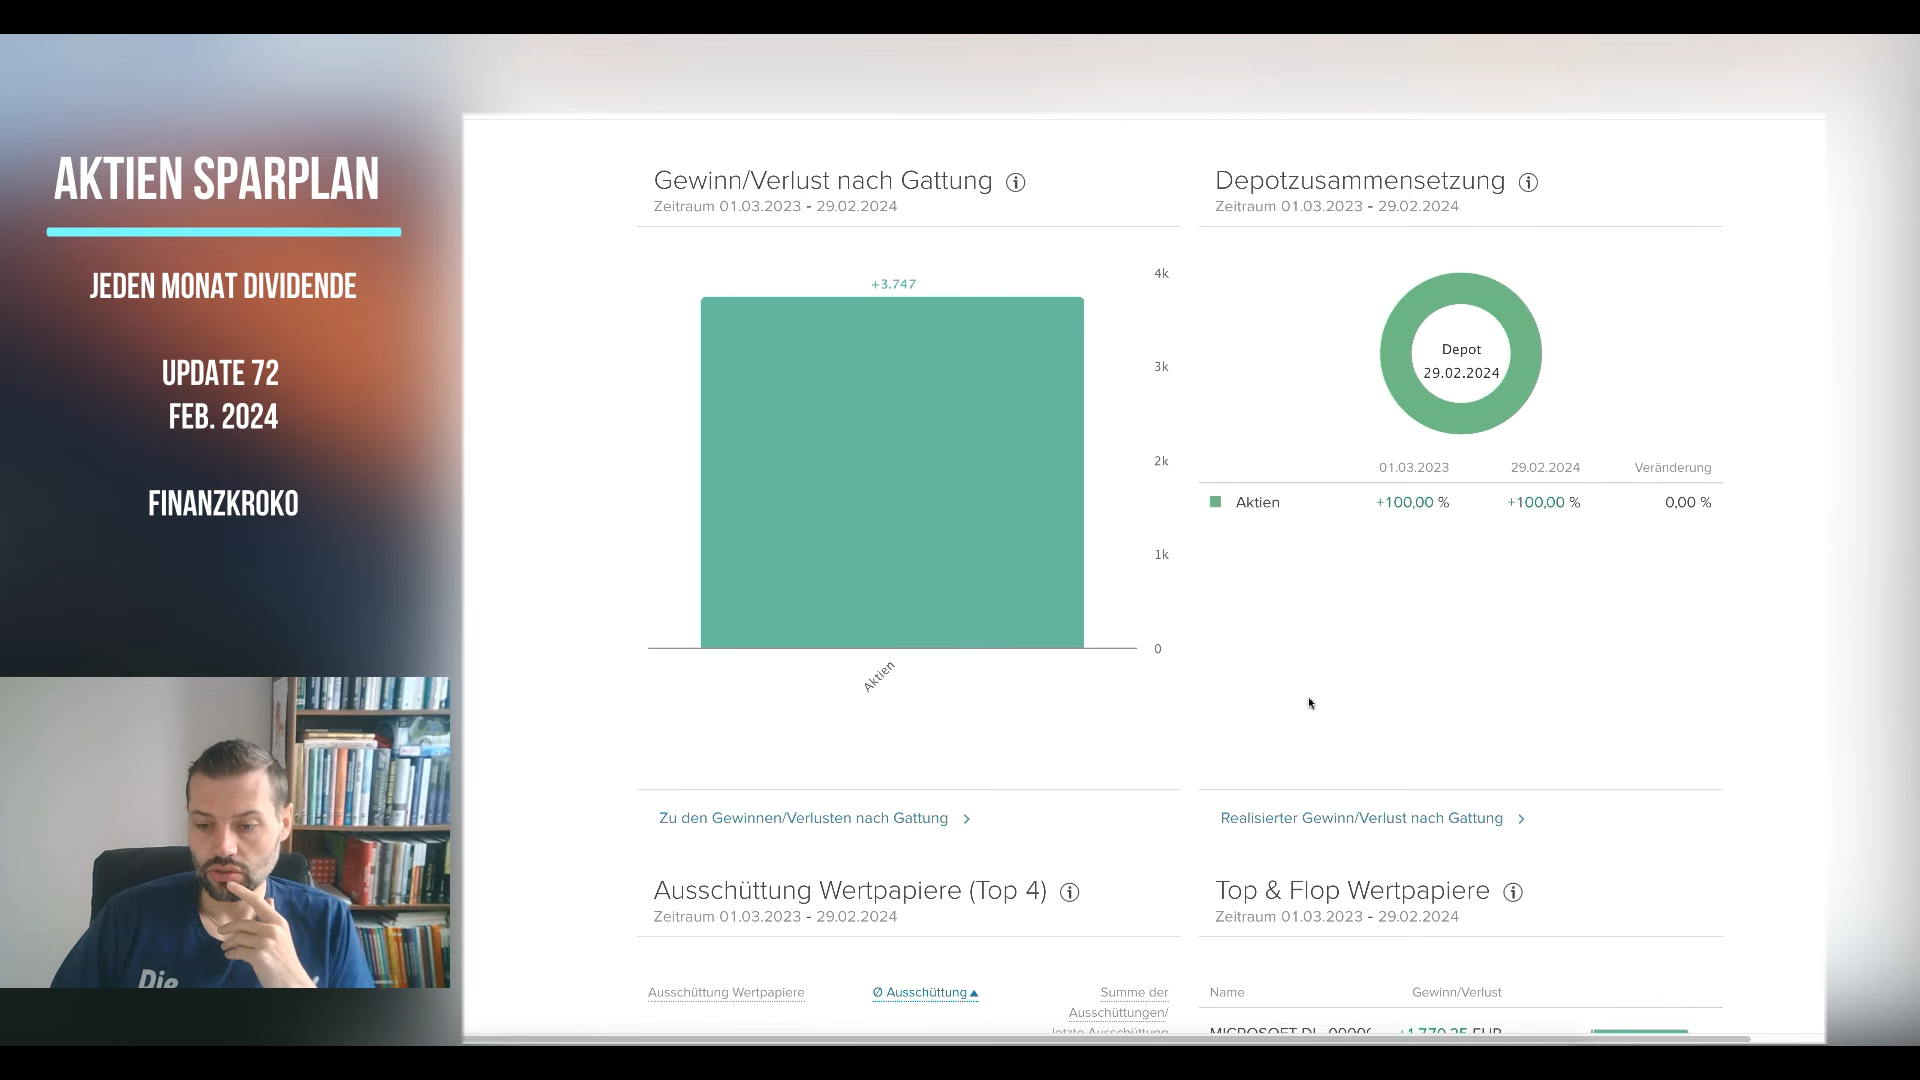 AKTIEN SPARPLAN
JEDEN MONAT DIVIDENDE
UPDATE 72
FEB. 2024
FINANZKROKO
Die
Gewinn/Verlust nach Gattung
Zeitraum 01.03.2023 - 29.02.2024
+3.747
4k
3k
2k
1k
0
Aktien
Zu den Gewinnen/Verlusten nach Gattung
Depotzusammensetzung
Zeitraum 01.03.2023 - 29.02.2024
Depot
29.02.2024
01.03.2023 29.02.2024 Veränderung
Aktien +100,00 % +100,00 % 0,00 %
Realisierter Gewinn/Verlust nach Gattung
Ausschüttung Wertpapiere (Top 4)
Zeitraum 01.03.2023 - 29.02.2024
Ausschüttung Wertpapiere Ø Ausschüttung▲ Summe der
Ausschüttungen/
letzte Ausschüttung
Top & Flop Wertpapiere
Zeitraum 01.03.2023 - 29.02.2024
Name Gewinn/Verlust
MICROSOFT EUR